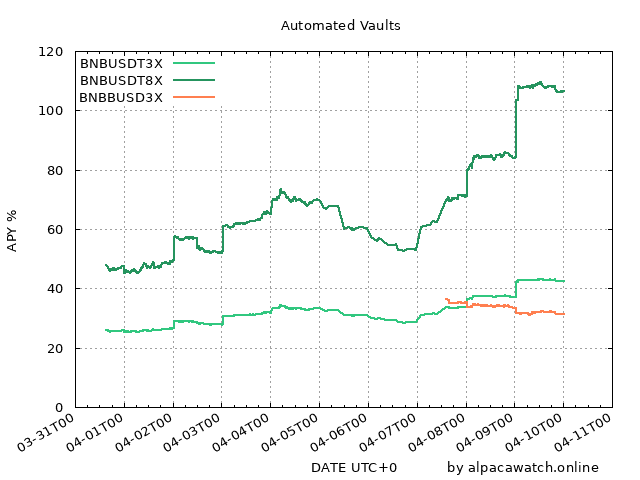 Automated Vaults
APY %
120
100
80
60
40
20
0
BNBUSDT3X
BNBUSDT8X
BNBBUSD3X
03-31T00
04-01T00
04-02T00
04-03T00
04-04T00
04-05T00
04-06T00
04-07T00
04-08T00
04-09T00
04-10T00
04-11T00
DATE UTC+0
by alpacawatch.online